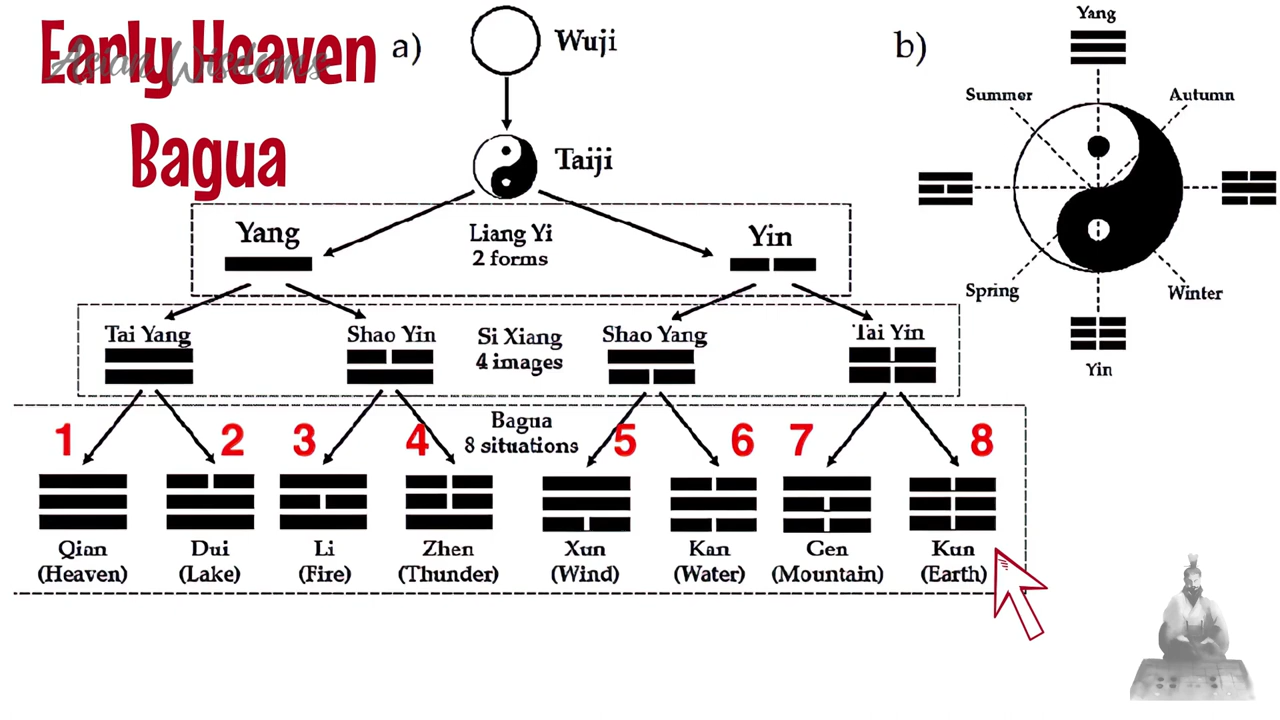 Early Heaven
Bagua
Asian Wisdoms
a)
Wuji
Taiji
Yang
Liang Yi
2 forms
Yin
Tai Yang
Shao Yin
Si Xiang
4 images
Shao Yang
Tai Yin
Bagua
8 situations
1
2
3
4
5
6
7
8
Qian
(Heaven)
Dui
(Lake)
Li
(Fire)
Zhen
(Thunder)
Xun
(Wind)
Kan
(Water)
Gen
(Mountain)
Kun
(Earth)
b)
Yang
Summer
Autumn
Spring
Winter
Yin